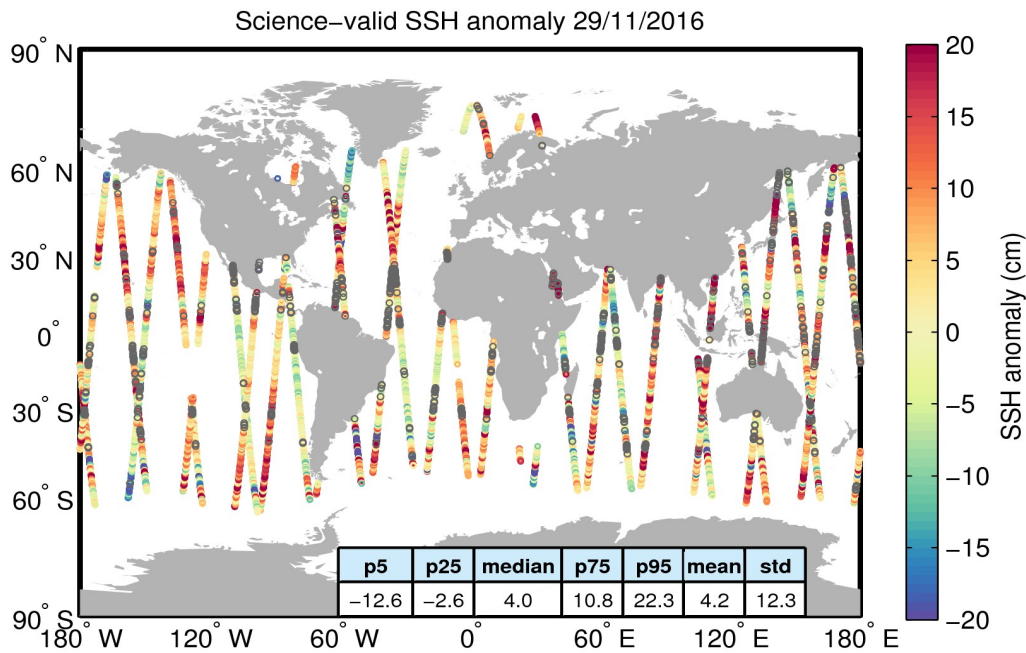 Science−valid SSH anomaly 29/11/2016
90° N
60° N
30° N
0°
30° S
60° S
90° S
180° W
120° W
60° W
0°
60° E
120° E
180° E
p5 p25 median p75 p95 mean std
−12.6 −2.6 4.0 10.8 22.3 4.2 12.3
20
15
10
5
0
−5
−10
−15
−20
SSH anomaly (cm)